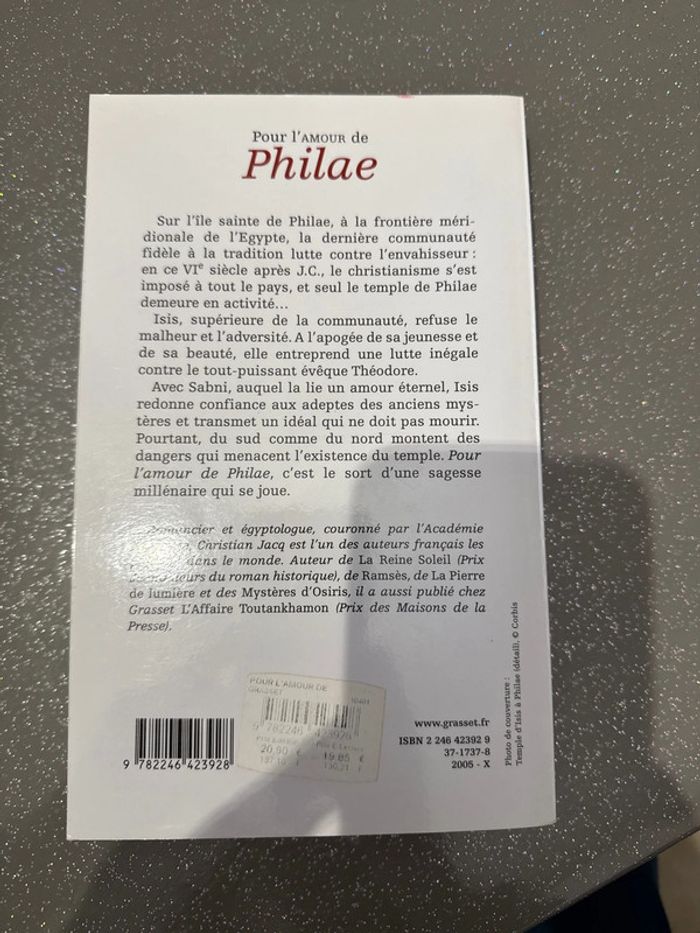 Pour l'AMOUR de
Philae
Sur l'île sainte de Philae, à la frontière méri-
dionale de l'Egypte, la dernière communauté
fidèle à la tradition lutte contre l'envahisseur :
en ce VIe siècle après J.C., le christianisme s'est
imposé à tout le pays, et seul le temple de Philae
demeure en activité...
Isis, supérieure de la communauté, refuse le
malheur et l'adversité. A l'apogée de sa jeunesse et
de sa beauté, elle entreprend une lutte inégale
contre le tout-puissant évêque Théodore.
Avec Sabni, auquel la lie un amour éternel, Isis
redonne confiance aux adeptes des anciens mys-
tères et transmet un idéal qui ne doit pas mourir.
Pourtant, du sud comme du nord montent des
dangers qui menacent l'existence du temple. Pour
l'amour de Philae, c'est le sort d'une sagesse
millénaire qui se joue.
et égyptologue, couronné par l'Académie
Christian Jacq est l'un des auteurs français les
dans le monde. Auteur de La Reine Soleil (Prix
du roman historique), de Ramsès, de La Pierre
de lumière et des Mystères d'Osiris, il a aussi publié chez
Grasset L'Affaire Toutankhamon (Prix des Maisons de la
Presse).
POUR L'AMOUR DE
GRASSET
10401
9 782246 423928
20,90 € 19.85 €
9 782246 423928
www.grasset.fr
ISBN 2 246 42392 9
37-1737-8
2005 - X
Photo de couverture :
Temple d'Isis à Philae (détail), © Corbis